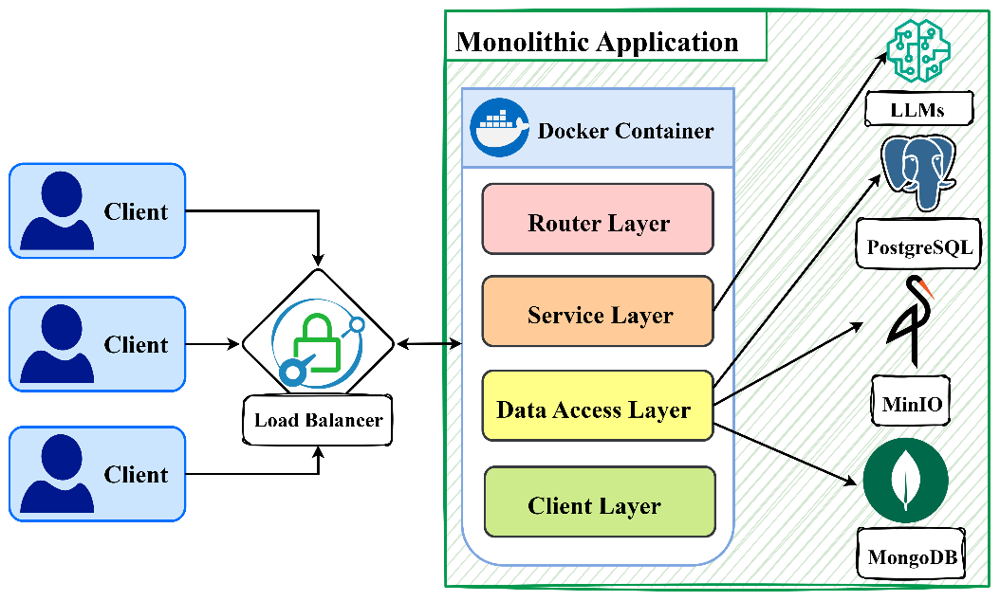 Monolithic Application
Docker Container
Router Layer
Service Layer
Data Access Layer
Client Layer
Client
Client
Client
Load Balancer
LLMs
PostgreSQL
MinIO
MongoDB